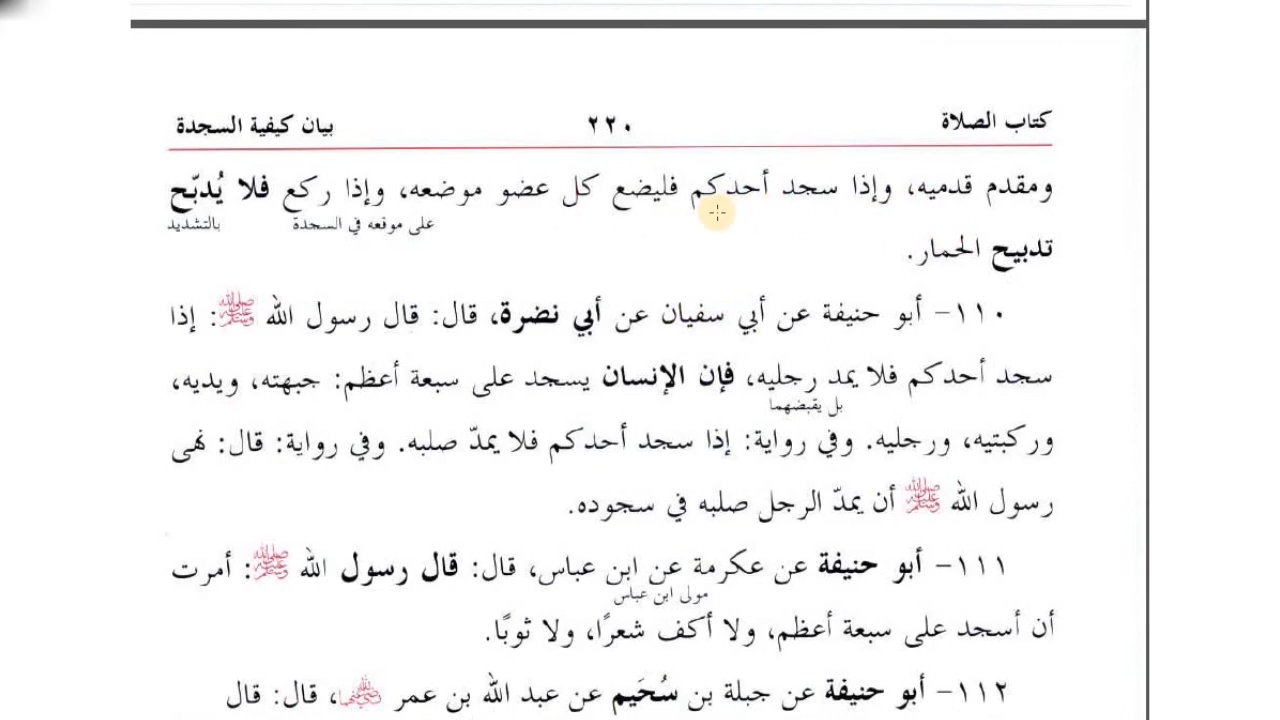 كتاب الصلاة ٢٢٠ بيان كيفية السجدة
ومقدم قدميه، وإذا سجد أحدكم فليضع كل عضو موضعه، وإذا ركع فلا يُدبّح
على موقعه في السجدة بالتشديد
تدبيح الحمار.
١١٠- أبو حنيفة عن أبي سفيان عن أبي نضرة، قال: قال رسول الله ﷺ: إذا
سجد أحدكم فلا يمد رجليه، فإن الإنسان يسجد على سبعة أعظم: جبهته، ويديه،
بل يقبضهما
وركبتيه، ورجليه. وفي رواية: إذا سجد أحدكم فلا يمدّ صلبه. وفي رواية: قال: نهى
رسول الله ﷺ أن يمدّ الرجل صلبه في سجوده.
١١١- أبو حنيفة عن عكرمة عن ابن عباس، قال: قال رسول الله ﷺ: أمرت
مولى ابن عباس
أن أسجد على سبعة أعظم، ولا أكف شعرًا، ولا ثوبًا.
١١٢- أبو حنيفة عن جبلة بن سُحَيم عن عبد الله بن عمر رضي الله عنهما، قال: قال